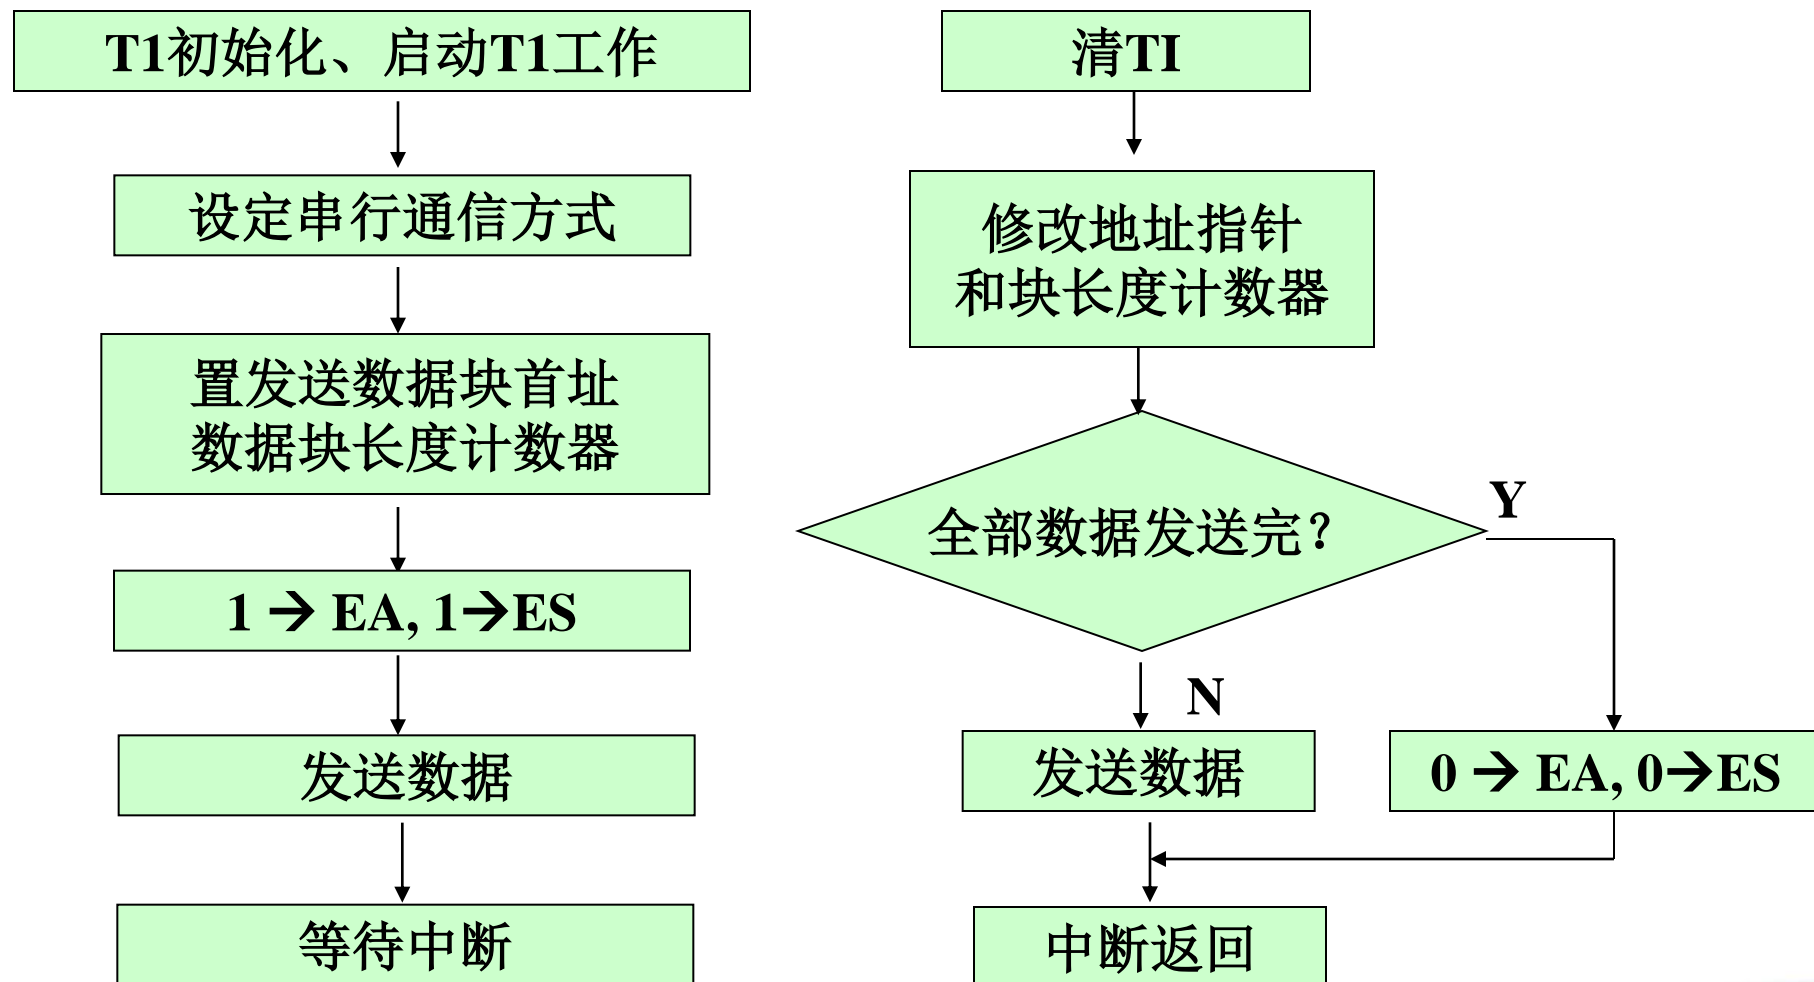 T1初始化、启动T1工作
设定串行通信方式
置发送数据块首址
数据块长度计数器
1 → EA, 1→ES
发送数据
等待中断
清TI
修改地址指针
和块长度计数器
全部数据发送完？
Y
N
发送数据
0 → EA, 0→ES
中断返回